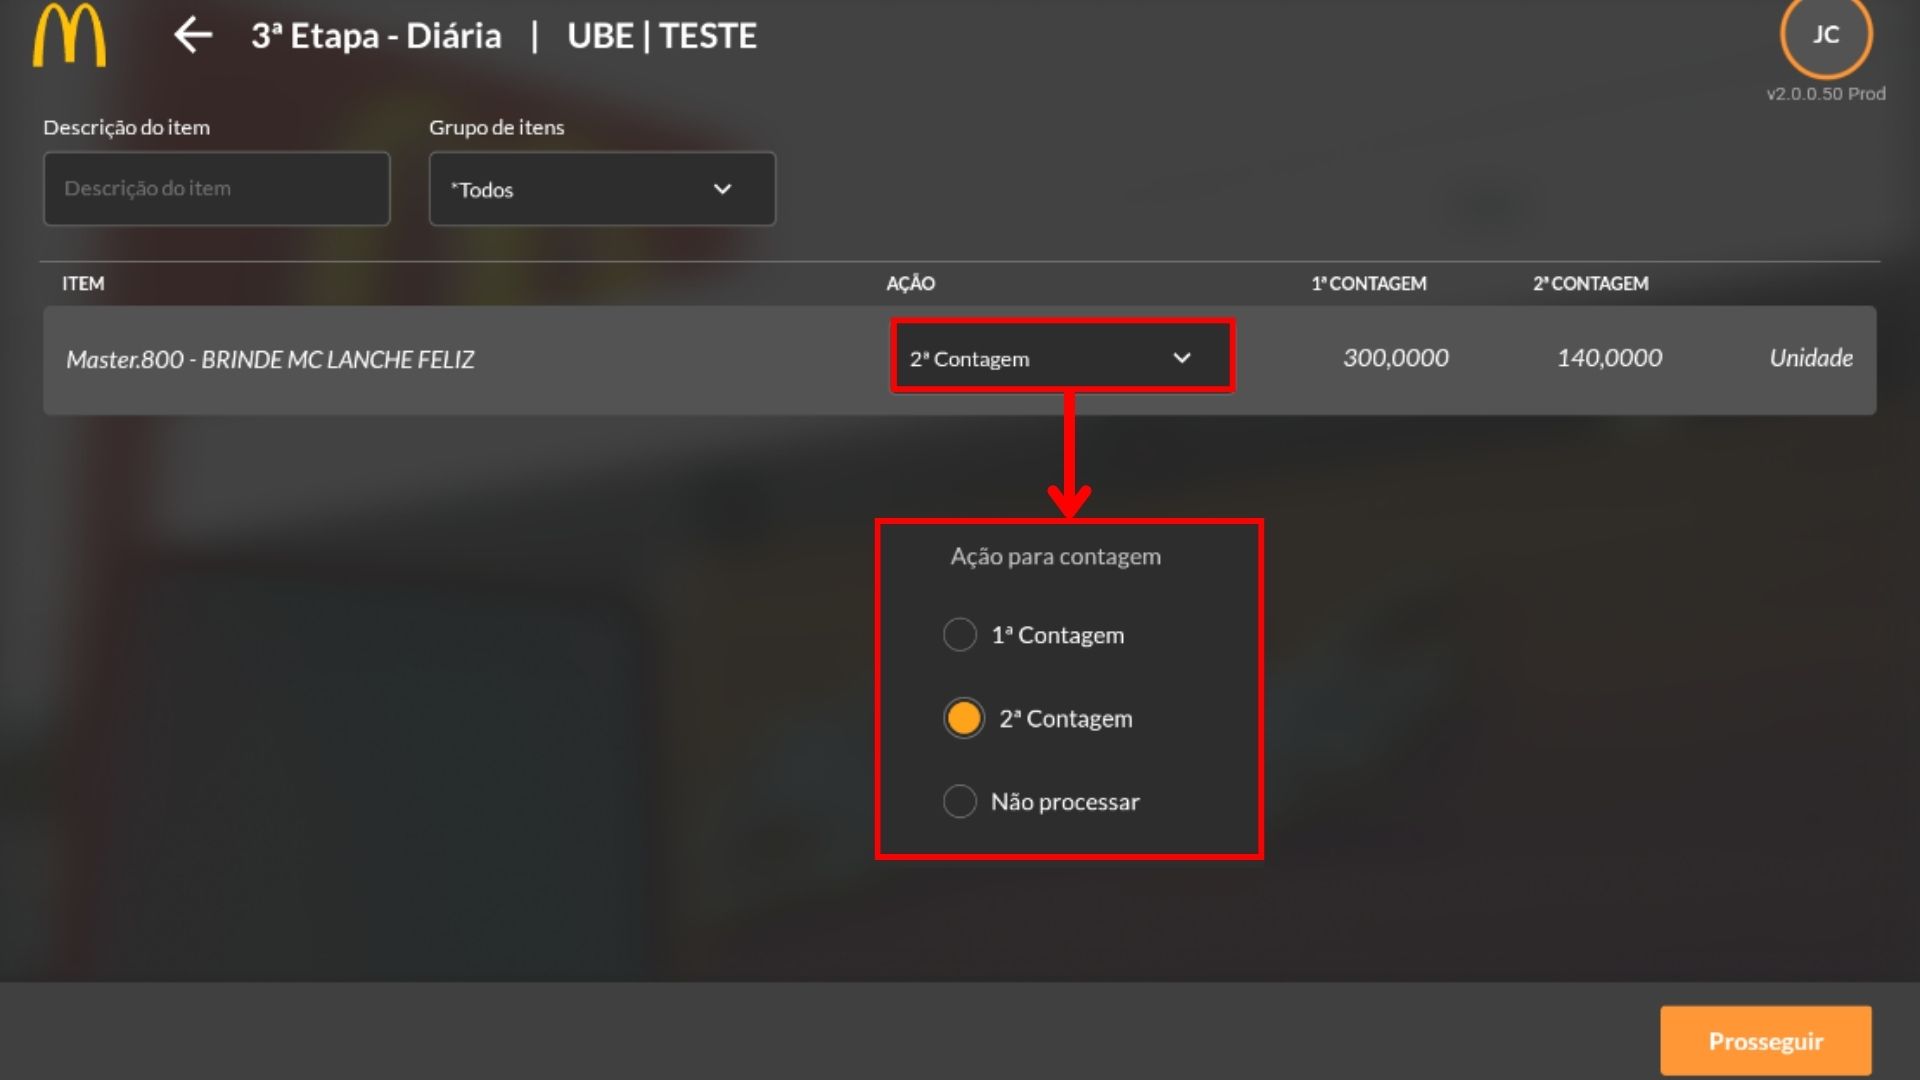 3ª Etapa - Diária | UBE | TESTE
JC
v2.0.0.50 Prod
Descrição do item
Grupo de itens
Descrição do item
*Todos
ITEM
AÇÃO
1ª CONTAGEM
2ª CONTAGEM
Master.800 - BRINDE MC LANCHE FELIZ
2ª Contagem
300,0000
140,0000
Unidade
Ação para contagem
1ª Contagem
2ª Contagem
Não processar
Prosseguir